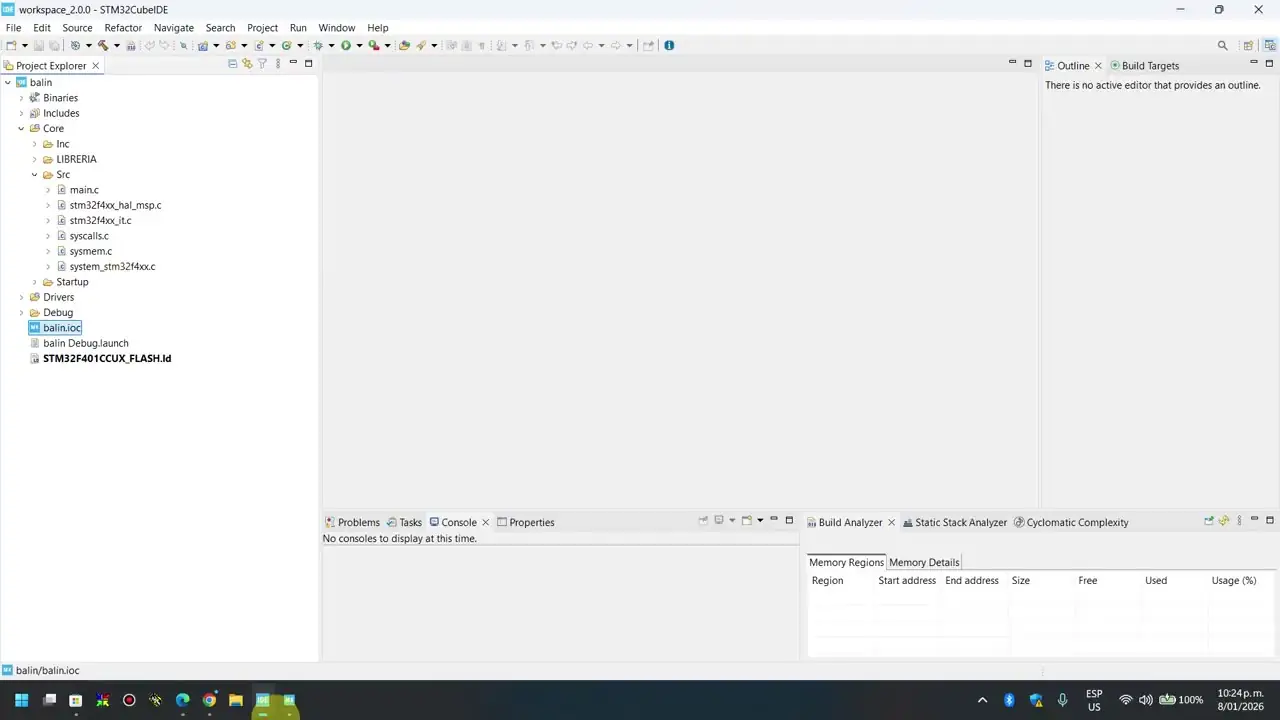 workspace_2.0.0 - STM32CubeIDE
File Edit Source Refactor Navigate Search Project Run Window Help
Project Explorer
balin
Binaries
Includes
Core
Inc
LIBRERIA
Src
main.c
stm32f4xx_hal_msp.c
stm32f4xx_it.c
syscalls.c
sysmem.c
system_stm32f4xx.c
Startup
Drivers
Debug
balin.ioc
balin Debug.launch
STM32F401CCUX_FLASH.ld
Outline Build Targets
There is no active editor that provides an outline.
Problems Tasks Console Properties
No consoles to display at this time.
Build Analyzer Static Stack Analyzer Cyclomatic Complexity
Memory Regions Memory Details
Region Start address End address Size Free Used Usage (%)
balin/balin.ioc
ESP
US
100%
10:24 p.m.
8/01/2026